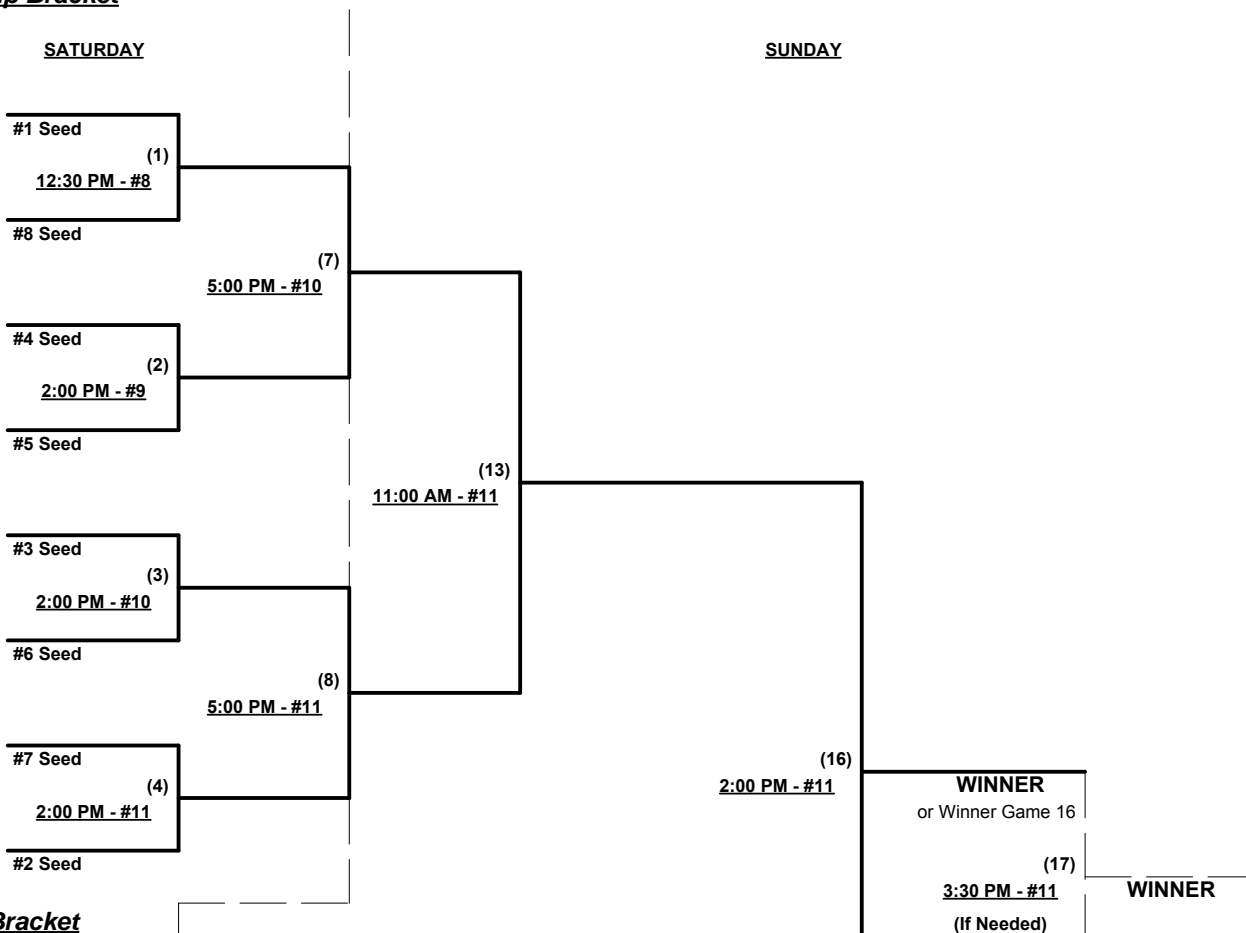 SATURDAY
SUNDAY
#1 Seed
(1)
12:30 PM - #8
#8 Seed
(7)
5:00 PM - #10
#4 Seed
(2)
2:00 PM - #9
#5 Seed
(13)
11:00 AM - #11
#3 Seed
(3)
2:00 PM - #10
#6 Seed
(8)
5:00 PM - #11
#7 Seed
(4)
2:00 PM - #11
#2 Seed
(16)
2:00 PM - #11
WINNER
or Winner Game 16
(17)
3:30 PM - #11
(If Needed)
WINNER
Bracket